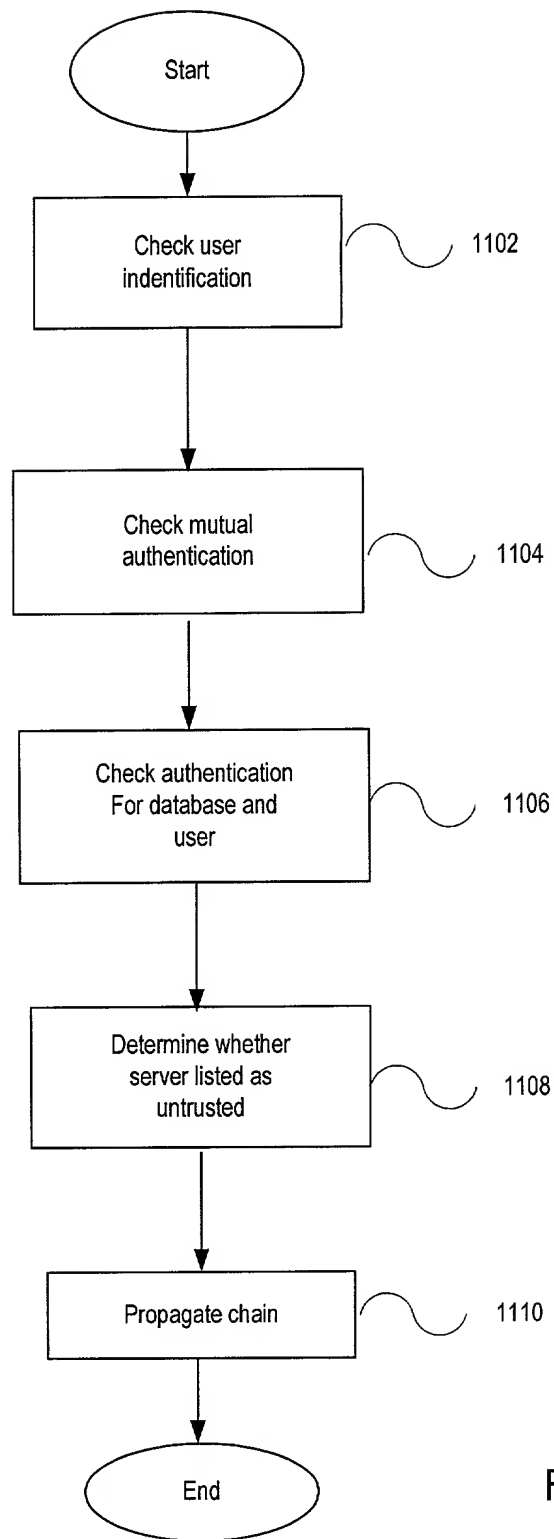 Start
Check user
indentification
1102
Check mutual
authentication
1104
Check authentication
For database and
user
1106
Determine whether
server listed as
untrusted
1108
Propagate chain
1110
End
F